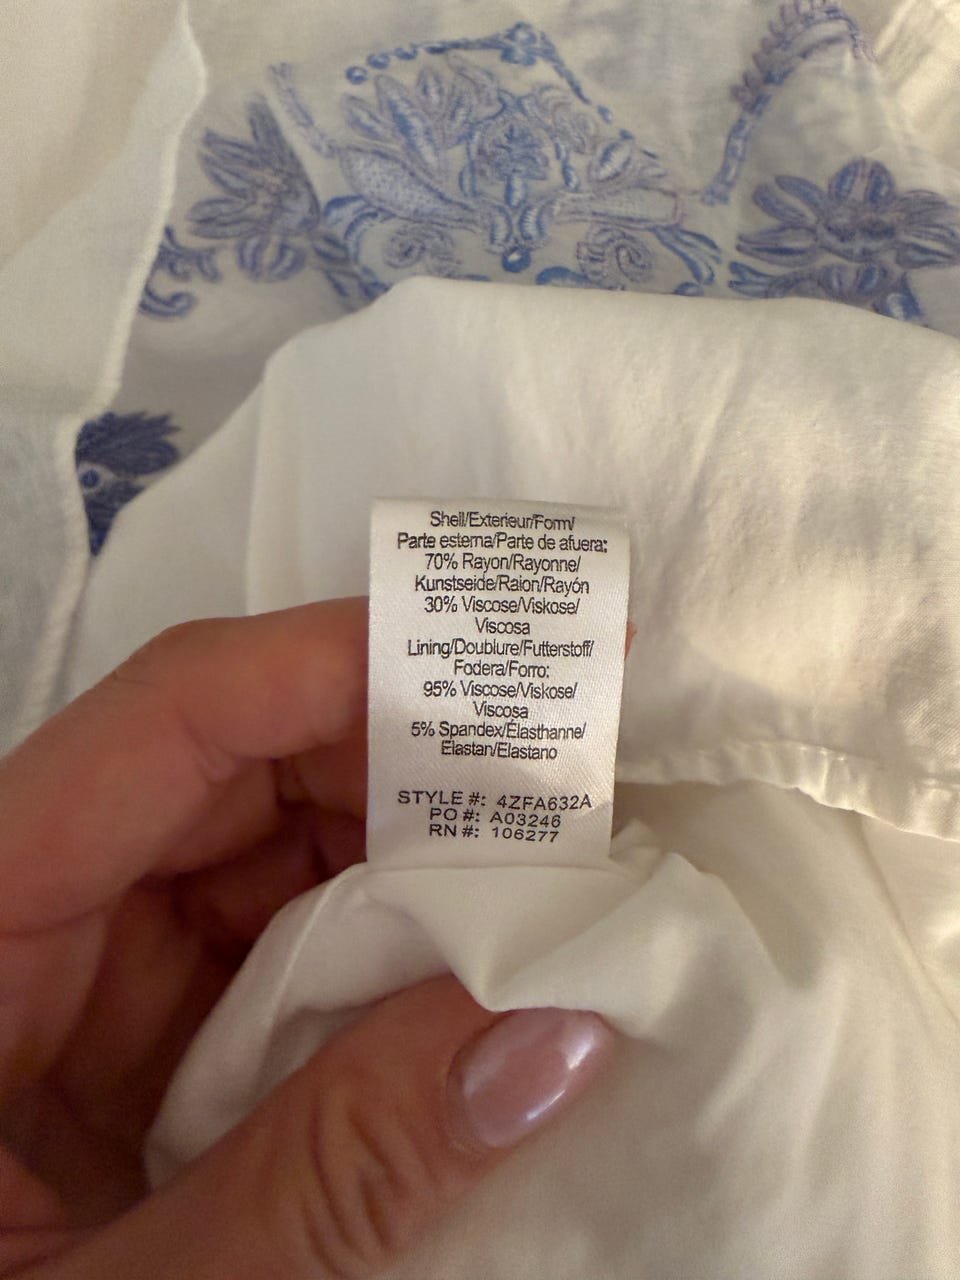 Shell/Exterieur/Form/
Parte esterna/Parte de afuera:
70% Rayon/Rayonne/
Kunstseide/Raion/Rayón
30% Viscose/Viskose/
Viscosa
Lining/Doublure/Futterstoff/
Fodera/Forro:
95% Viscose/Viskose/
Viscosa
5% Spandex/Élasthanne/
Elastan/Elastano
STYLE #: 4ZFA632A
PO #: A03246
RN #: 106277